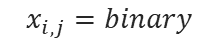 x_{i,j} = binary